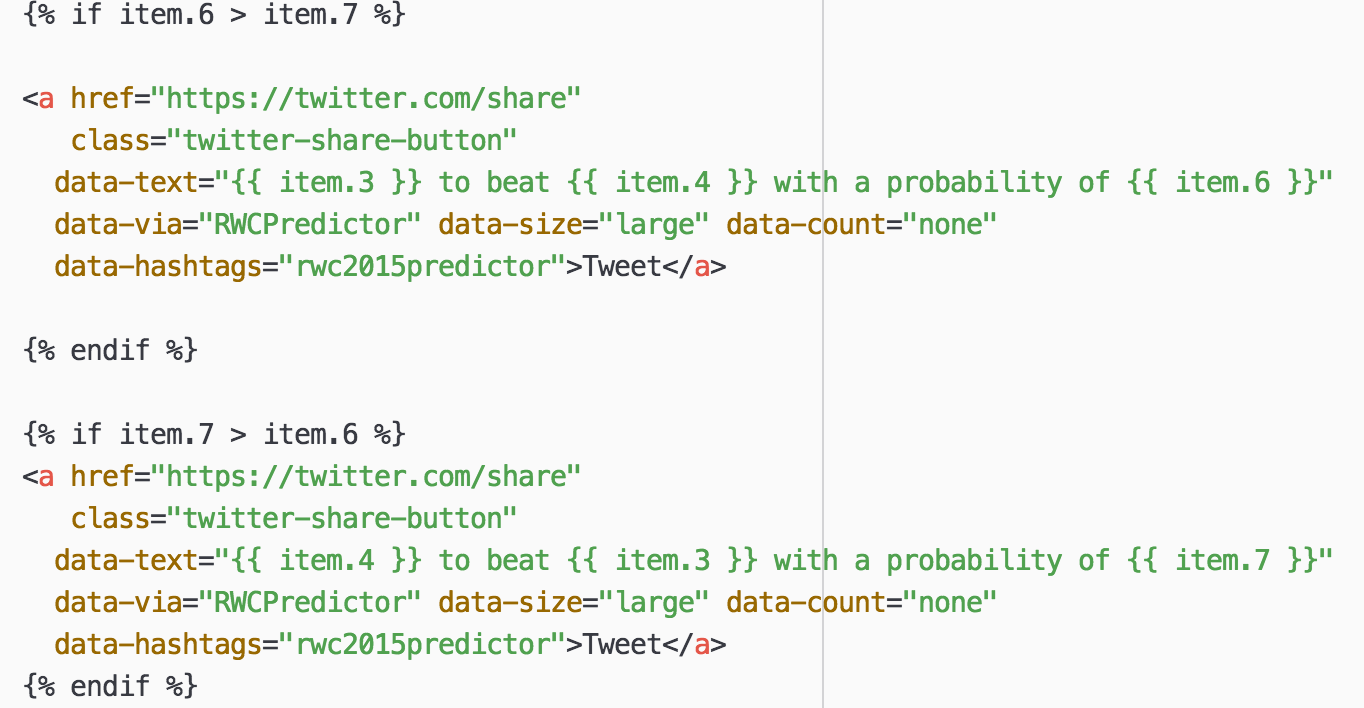 {% if item.6 > item.7 %}
<a href="https://twitter.com/share"
class="twitter-share-button"
data-text="{{ item.3 }} to beat {{ item.4 }} with a probability of {{ item.6 }}"
data-via="RWCPredictor" data-size="large" data-count="none"
data-hashtags="rwc2015predictor">Tweet</a>
{% endif %}
{% if item.7 > item.6 %}
<a href="https://twitter.com/share"
class="twitter-share-button"
data-text="{{ item.4 }} to beat {{ item.3 }} with a probability of {{ item.7 }}"
data-via="RWCPredictor" data-size="large" data-count="none"
data-hashtags="rwc2015predictor">Tweet</a>
{% endif %}